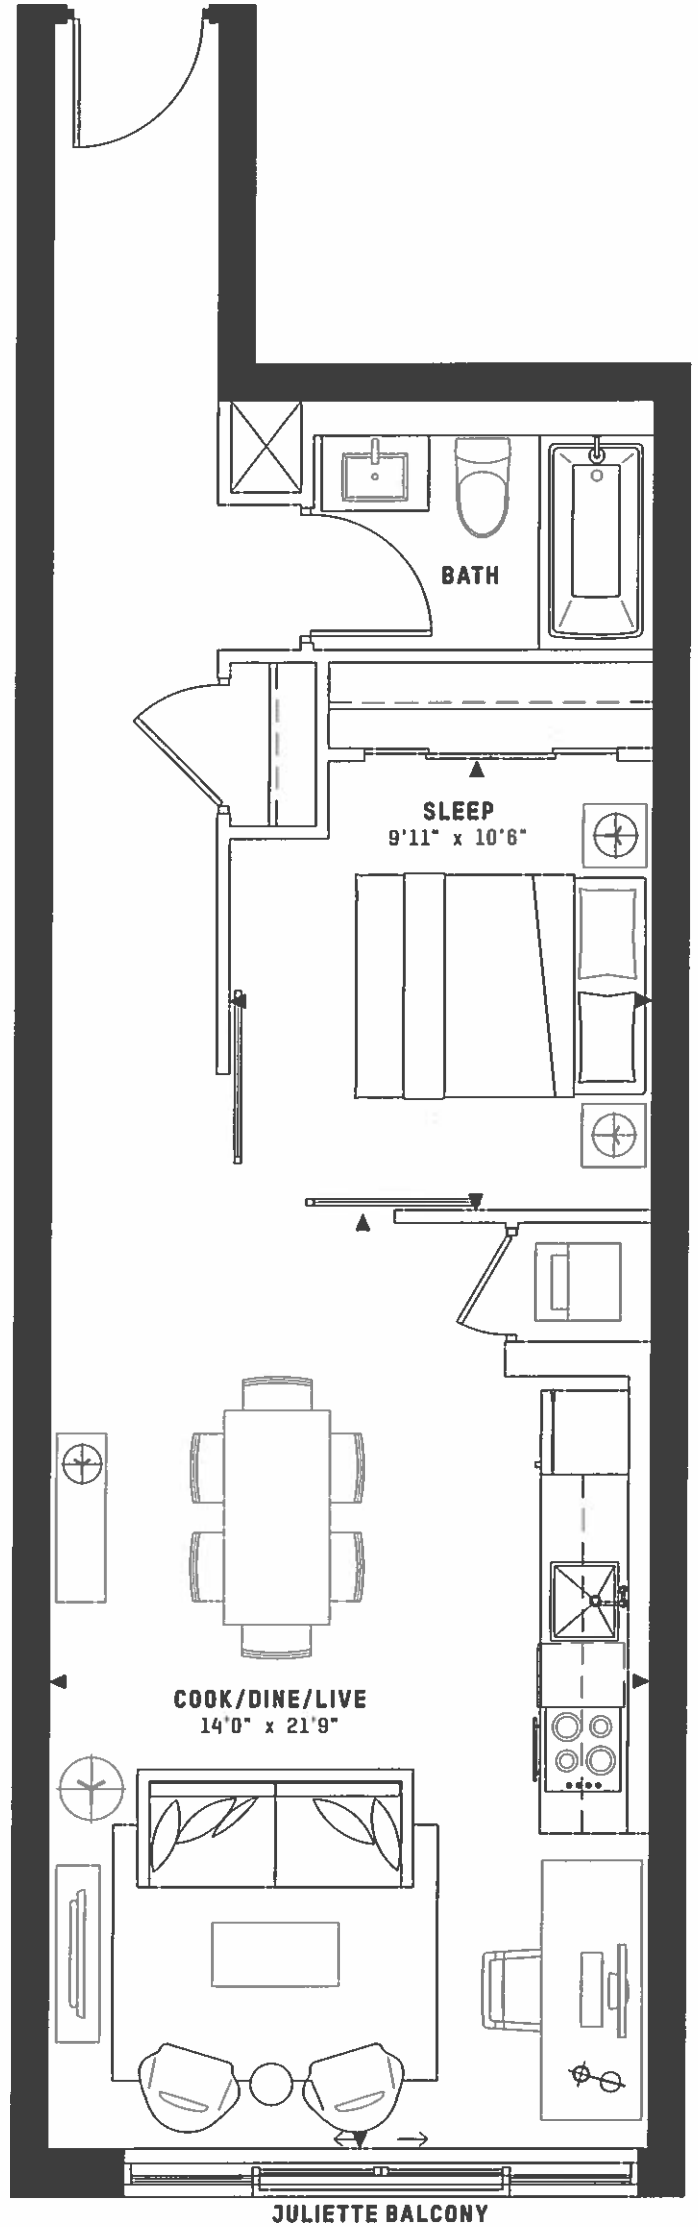 BATH
SLEEP
9'11" x 10'6"
COOK/DINE/LIVE
14'0" x 21'9"
JULIETTE BALCONY